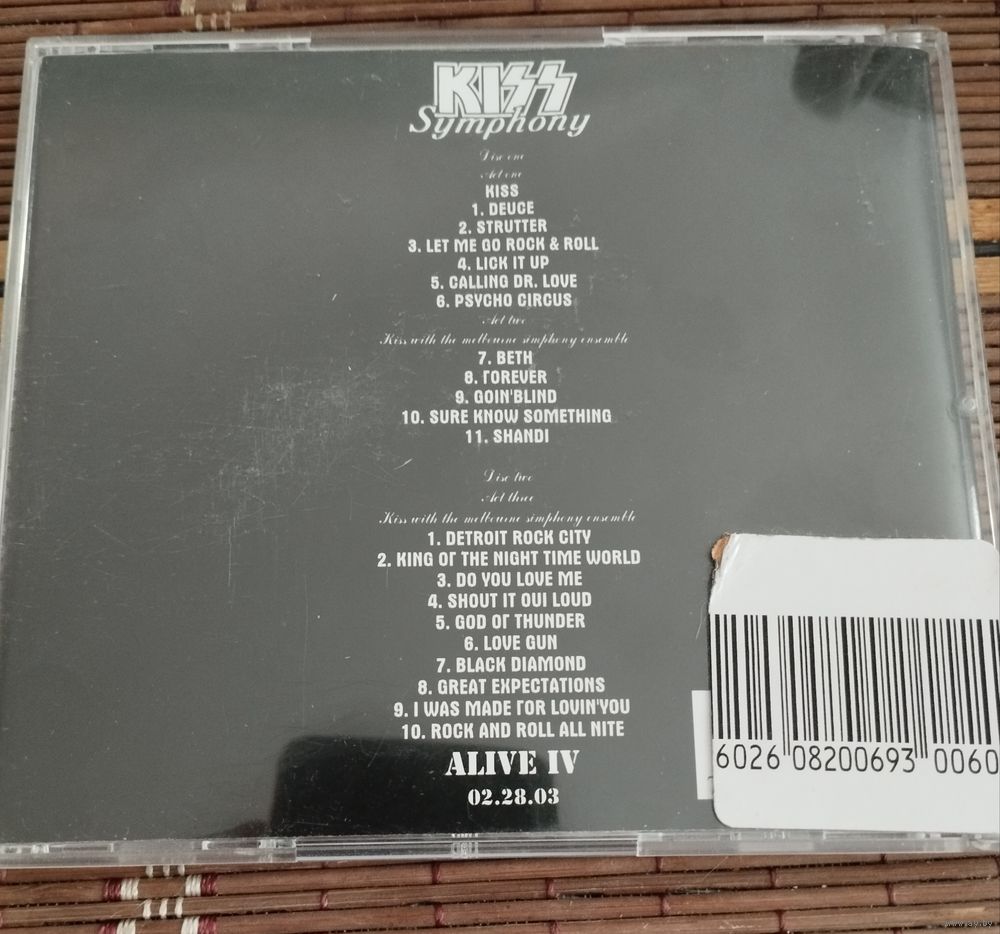 KISS
Symphony
Disc one
Act one
KISS
1. DEUCE
2. STRUTTER
3. LET ME GO ROCK & ROLL
4. LICK IT UP
5. CALLING DR. LOVE
6. PSYCHO CIRCUS
Act two
Kiss with the melbourne simphony ensemble
7. BETH
8. FOREVER
9. GOIN'BLIND
10. SURE KNOW SOMETHING
11. SHANDI
Disc two
Act three
Kiss with the melbourne simphony ensemble
1. DETROIT ROCK CITY
2. KING OF THE NIGHT TIME WORLD
3. DO YOU LOVE ME
4. SHOUT IT OUI LOUD
5. GOD OF THUNDER
6. LOVE GUN
7. BLACK DIAMOND
8. GREAT EXPECTATIONS
9. I WAS MADE FOR LOVIN'YOU
10. ROCK AND ROLL ALL NITE
ALIVE IV
02.28.03
6026 08200693 0060